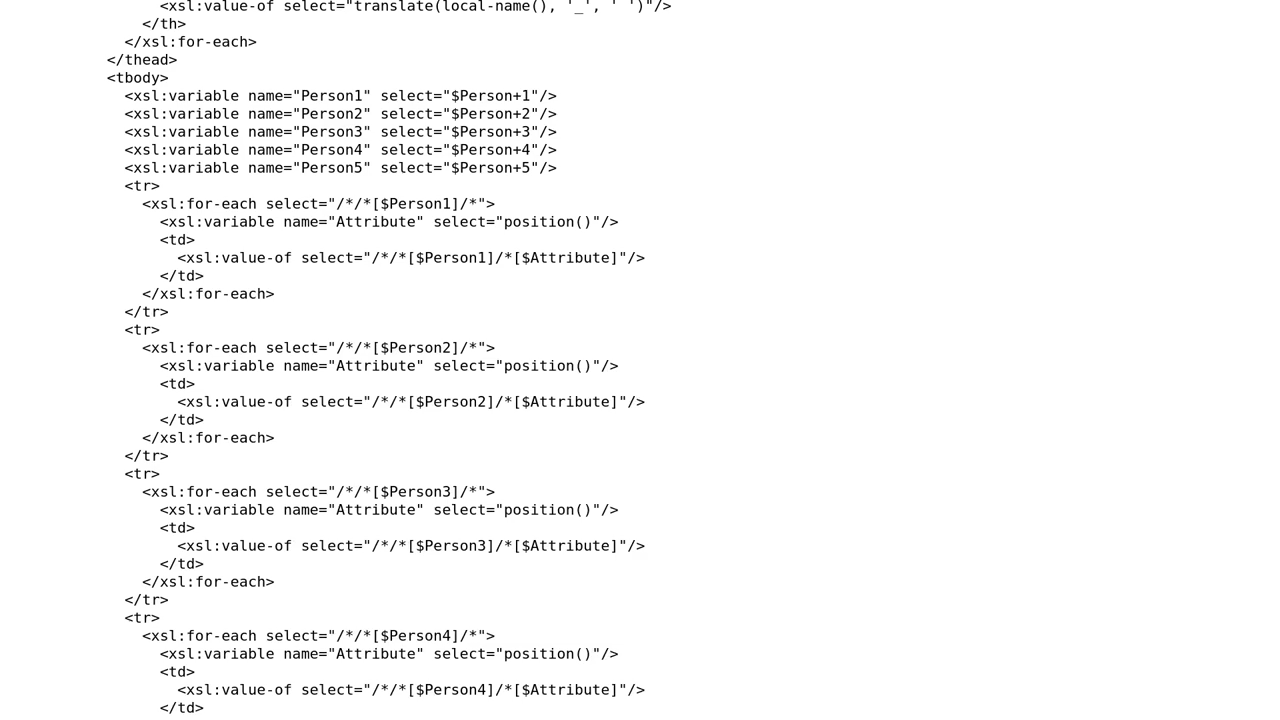 <xsl:value-of select="translate(local-name(), '_', ' ')"/>
</th>
</xsl:for-each>
</thead>
<tbody>
<xsl:variable name="Person1" select="$Person+1"/>
<xsl:variable name="Person2" select="$Person+2"/>
<xsl:variable name="Person3" select="$Person+3"/>
<xsl:variable name="Person4" select="$Person+4"/>
<xsl:variable name="Person5" select="$Person+5"/>
<tr>
<xsl:for-each select="/*/*[$Person1]/*">
<xsl:variable name="Attribute" select="position()"/>
<td>
<xsl:value-of select="/*/*[$Person1]/*[$Attribute]"/>
</td>
</xsl:for-each>
</tr>
<tr>
<xsl:for-each select="/*/*[$Person2]/*">
<xsl:variable name="Attribute" select="position()"/>
<td>
<xsl:value-of select="/*/*[$Person2]/*[$Attribute]"/>
</td>
</xsl:for-each>
</tr>
<tr>
<xsl:for-each select="/*/*[$Person3]/*">
<xsl:variable name="Attribute" select="position()"/>
<td>
<xsl:value-of select="/*/*[$Person3]/*[$Attribute]"/>
</td>
</xsl:for-each>
</tr>
<tr>
<xsl:for-each select="/*/*[$Person4]/*">
<xsl:variable name="Attribute" select="position()"/>
<td>
<xsl:value-of select="/*/*[$Person4]/*[$Attribute]"/>
</td>